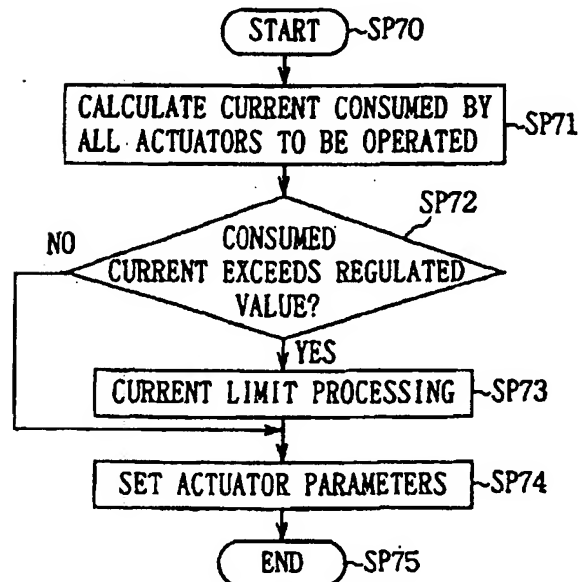 START SP70
CALCULATE CURRENT CONSUMED BY
ALL ACTUATORS TO BE OPERATED SP71
SP72
NO
CONSUMED
CURRENT EXCEEDS REGULATED
VALUE?
YES
CURRENT LIMIT PROCESSING SP73
SET ACTUATOR PARAMETERS SP74
END SP75